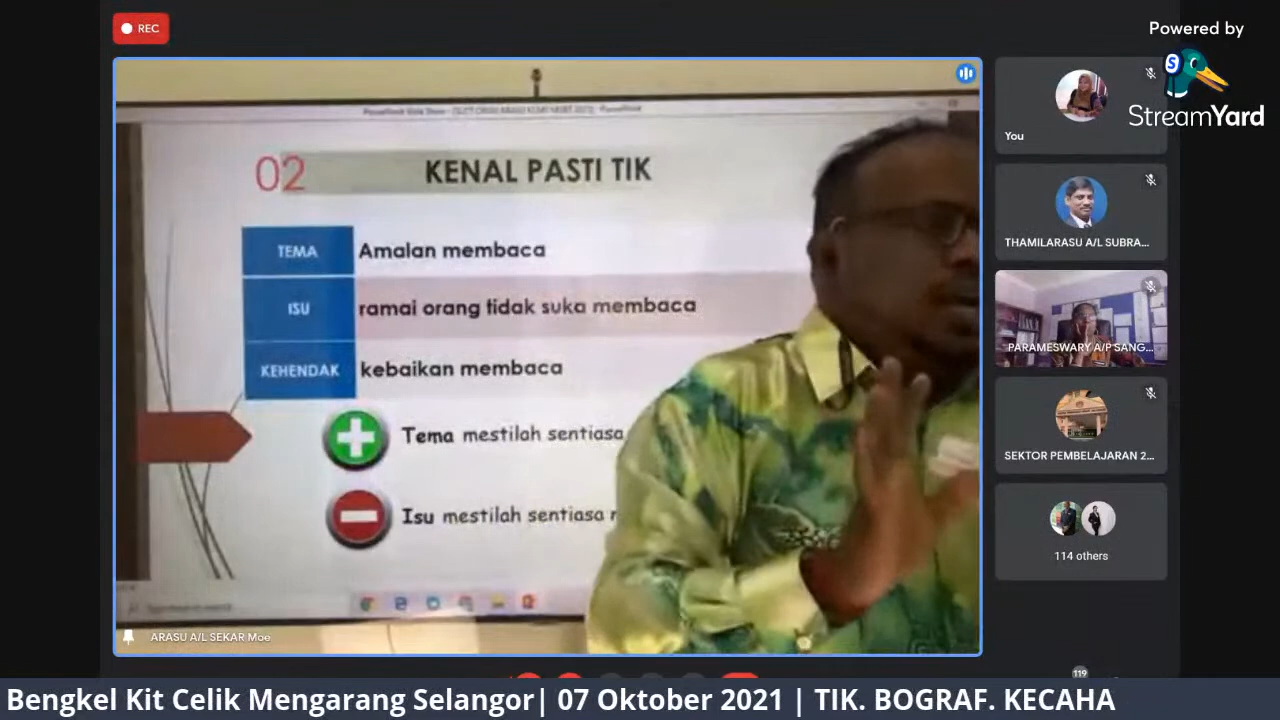 REC
Powered by
StreamYard
02 KENAL PASTI TIK
TEMA Amalan membaca
ISU ramai orang tidak suka membaca
KEHENDAK kebaikan membaca
Tema mestilah sentiasa
Isu mestilah sentiasa
ARASU A/L SEKAR Moe
You
THAMILARASU A/L SUBRA...
PARAMESWARY A/P SANG...
SEKTOR PEMBELAJARAN 2...
114 others
119
Bengkel Kit Celik Mengarang Selangor| 07 Oktober 2021 | TIK. BOGRAF. KECAHA